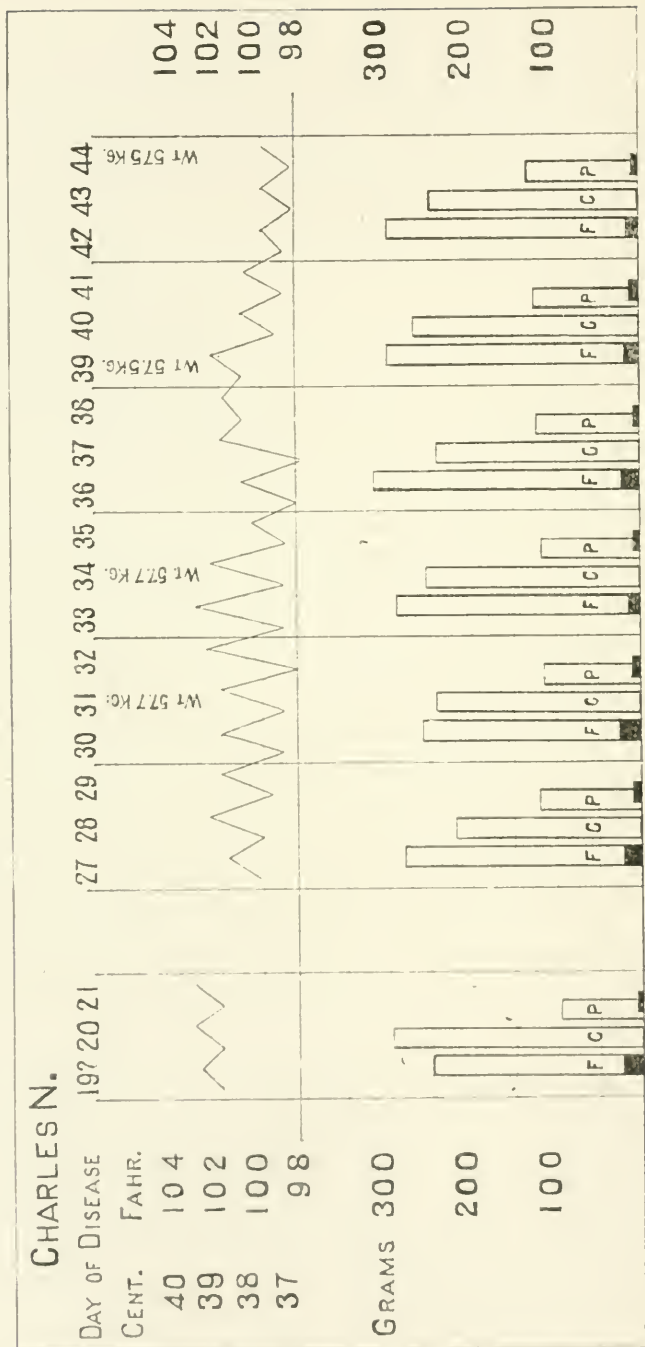 CHARLES N.
DAY OF DISEASE 19? 20 21 27 28 29 30 31 32 33 34 35 36 37 38 39 40 41 42 43 44
CENT. FAHR. WT 57.7 KG. WT 57.7 KG. WT 57.5 KG. WT 575 KG.
40 104 104
39 102 102
38 100 100
37 98 98
GRAMS 300 300
200 200
100 100
F C P F C P F C P F C P F C P F C P F C P